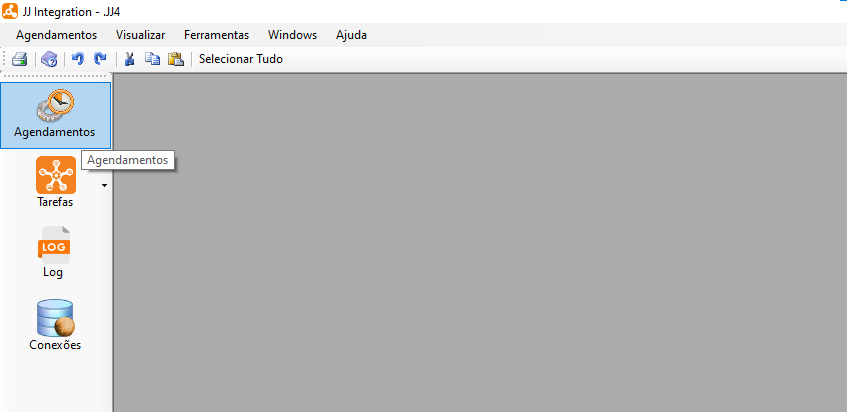 JJ Integration - .JJ4
Agendamentos Visualizar Ferramentas Windows Ajuda
Selecionar Tudo
Agendamentos
Agendamentos
Tarefas
LOG
Log
Conexões